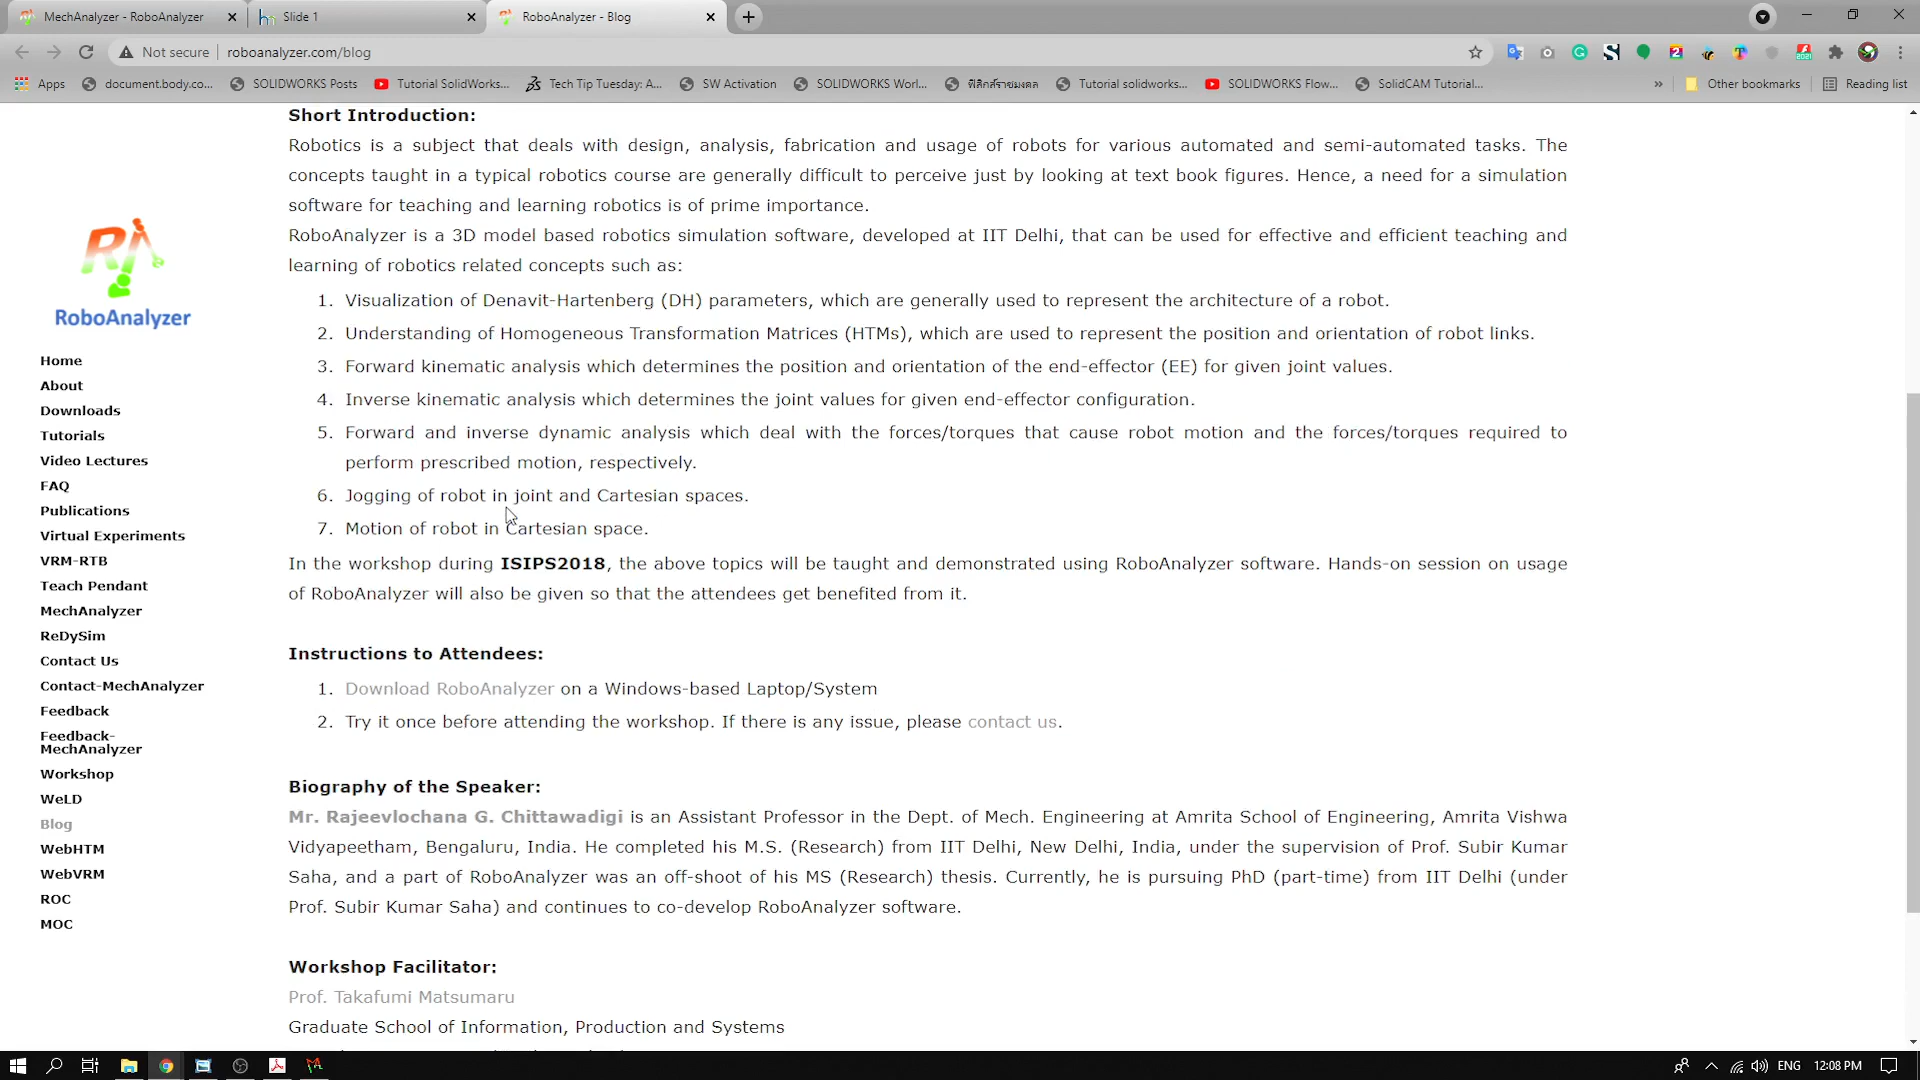 MechAnalyzer - RoboAnalyzer
Slide 1
RoboAnalyzer - Blog
Not secure
roboanalyzer.com/blog
Apps
document.body.co...
SOLIDWORKS Posts
Tutorial SolidWorks...
Tech Tip Tuesday: A...
SW Activation
SOLIDWORKS Worl...
ฟิสิกส์ราชมงคล
Tutorial solidworks...
SOLIDWORKS Flow...
SolidCAM Tutorial...
»
Other bookmarks
Reading list
RoboAnalyzer
Home
About
Downloads
Tutorials
Video Lectures
FAQ
Publications
Virtual Experiments
VRM-RTB
Teach Pendant
MechAnalyzer
ReDySim
Contact Us
Contact-MechAnalyzer
Feedback
Feedback-
MechAnalyzer
Workshop
WeLD
Blog
WebHTM
WebVRM
ROC
MOC
Short Introduction:
Robotics is a subject that deals with design, analysis, fabrication and usage of robots for various automated and semi-automated tasks. The
concepts taught in a typical robotics course are generally difficult to perceive just by looking at text book figures. Hence, a need for a simulation
software for teaching and learning robotics is of prime importance.
RoboAnalyzer is a 3D model based robotics simulation software, developed at IIT Delhi, that can be used for effective and efficient teaching and
learning of robotics related concepts such as:
1. Visualization of Denavit-Hartenberg (DH) parameters, which are generally used to represent the architecture of a robot.
2. Understanding of Homogeneous Transformation Matrices (HTMs), which are used to represent the position and orientation of robot links.
3. Forward kinematic analysis which determines the position and orientation of the end-effector (EE) for given joint values.
4. Inverse kinematic analysis which determines the joint values for given end-effector configuration.
5. Forward and inverse dynamic analysis which deal with the forces/torques that cause robot motion and the forces/torques required to
perform prescribed motion, respectively.
6. Jogging of robot in joint and Cartesian spaces.
7. Motion of robot in Cartesian space.
In the workshop during ISIPS2018, the above topics will be taught and demonstrated using RoboAnalyzer software. Hands-on session on usage
of RoboAnalyzer will also be given so that the attendees get benefited from it.
Instructions to Attendees:
1. Download RoboAnalyzer on a Windows-based Laptop/System
2. Try it once before attending the workshop. If there is any issue, please contact us.
Biography of the Speaker:
Mr. Rajeevlochana G. Chittawadigi is an Assistant Professor in the Dept. of Mech. Engineering at Amrita School of Engineering, Amrita Vishwa
Vidyapeetham, Bengaluru, India. He completed his M.S. (Research) from IIT Delhi, New Delhi, India, under the supervision of Prof. Subir Kumar
Saha, and a part of RoboAnalyzer was an off-shoot of his MS (Research) thesis. Currently, he is pursuing PhD (part-time) from IIT Delhi (under
Prof. Subir Kumar Saha) and continues to co-develop RoboAnalyzer software.
Workshop Facilitator:
Prof. Takafumi Matsumaru
Graduate School of Information, Production and Systems
ENG
12:08 PM